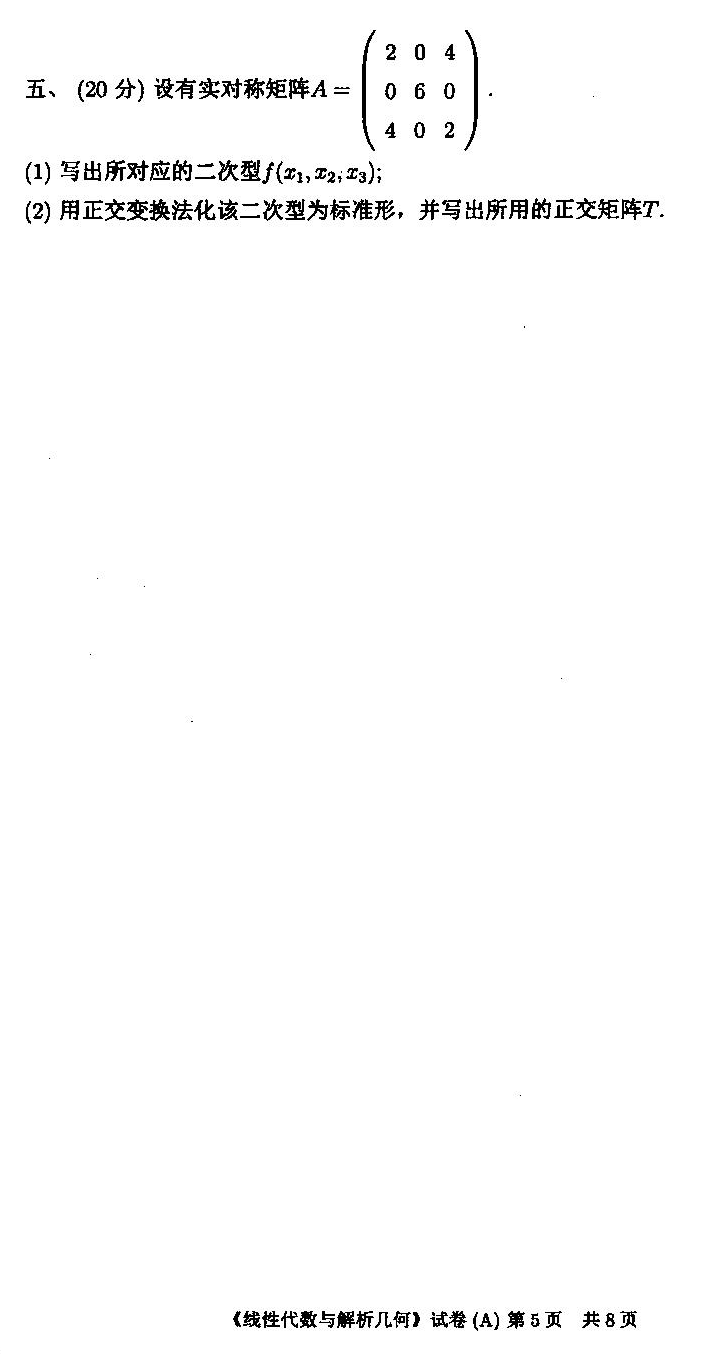 五、 (20 分) 设有实对称矩阵A = ( 2 0 4
0 6 0
4 0 2 ) .
(1) 写出所对应的二次型f(x₁, x₂, x₃);
(2) 用正交变换法化该二次型为标准形，并写出所用的正交矩阵T.
《线性代数与解析几何》试卷 (A) 第 5 页 共 8 页